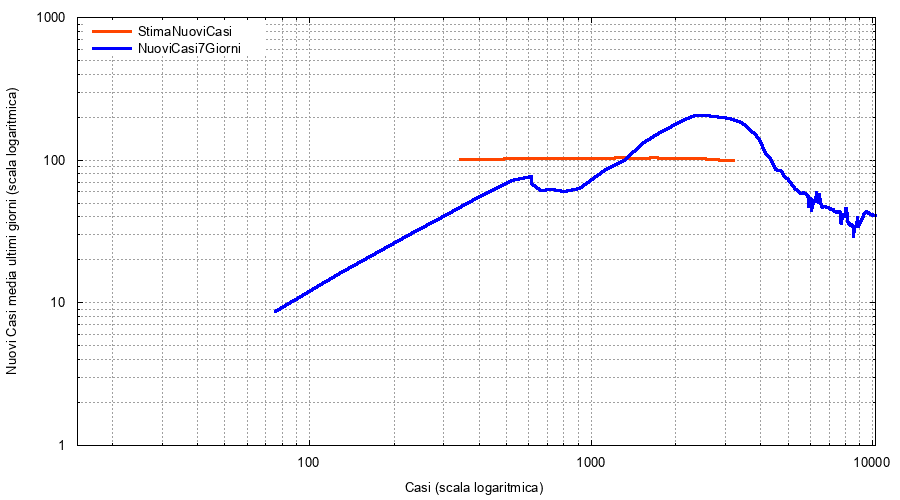 1000
StimaNuoviCasi
NuoviCasi7Giorni
100
10
1
Nuovi Casi media ultimi giorni (scala logaritmica)
100
1000
10000
Casi (scala logaritmica)